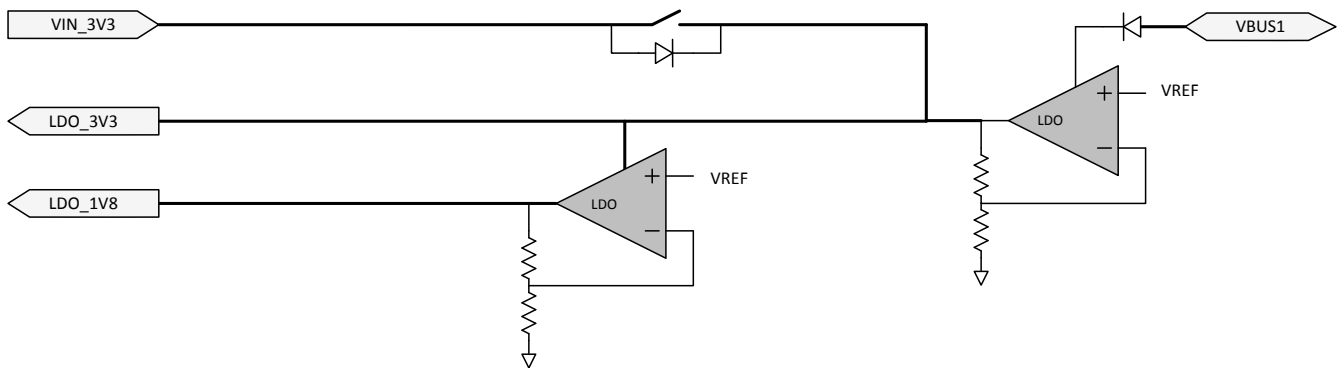 VIN_3V3
VBUS1
VREF
+
LDO
LDO_3V3
−
VREF
+
LDO
LDO_1V8
−